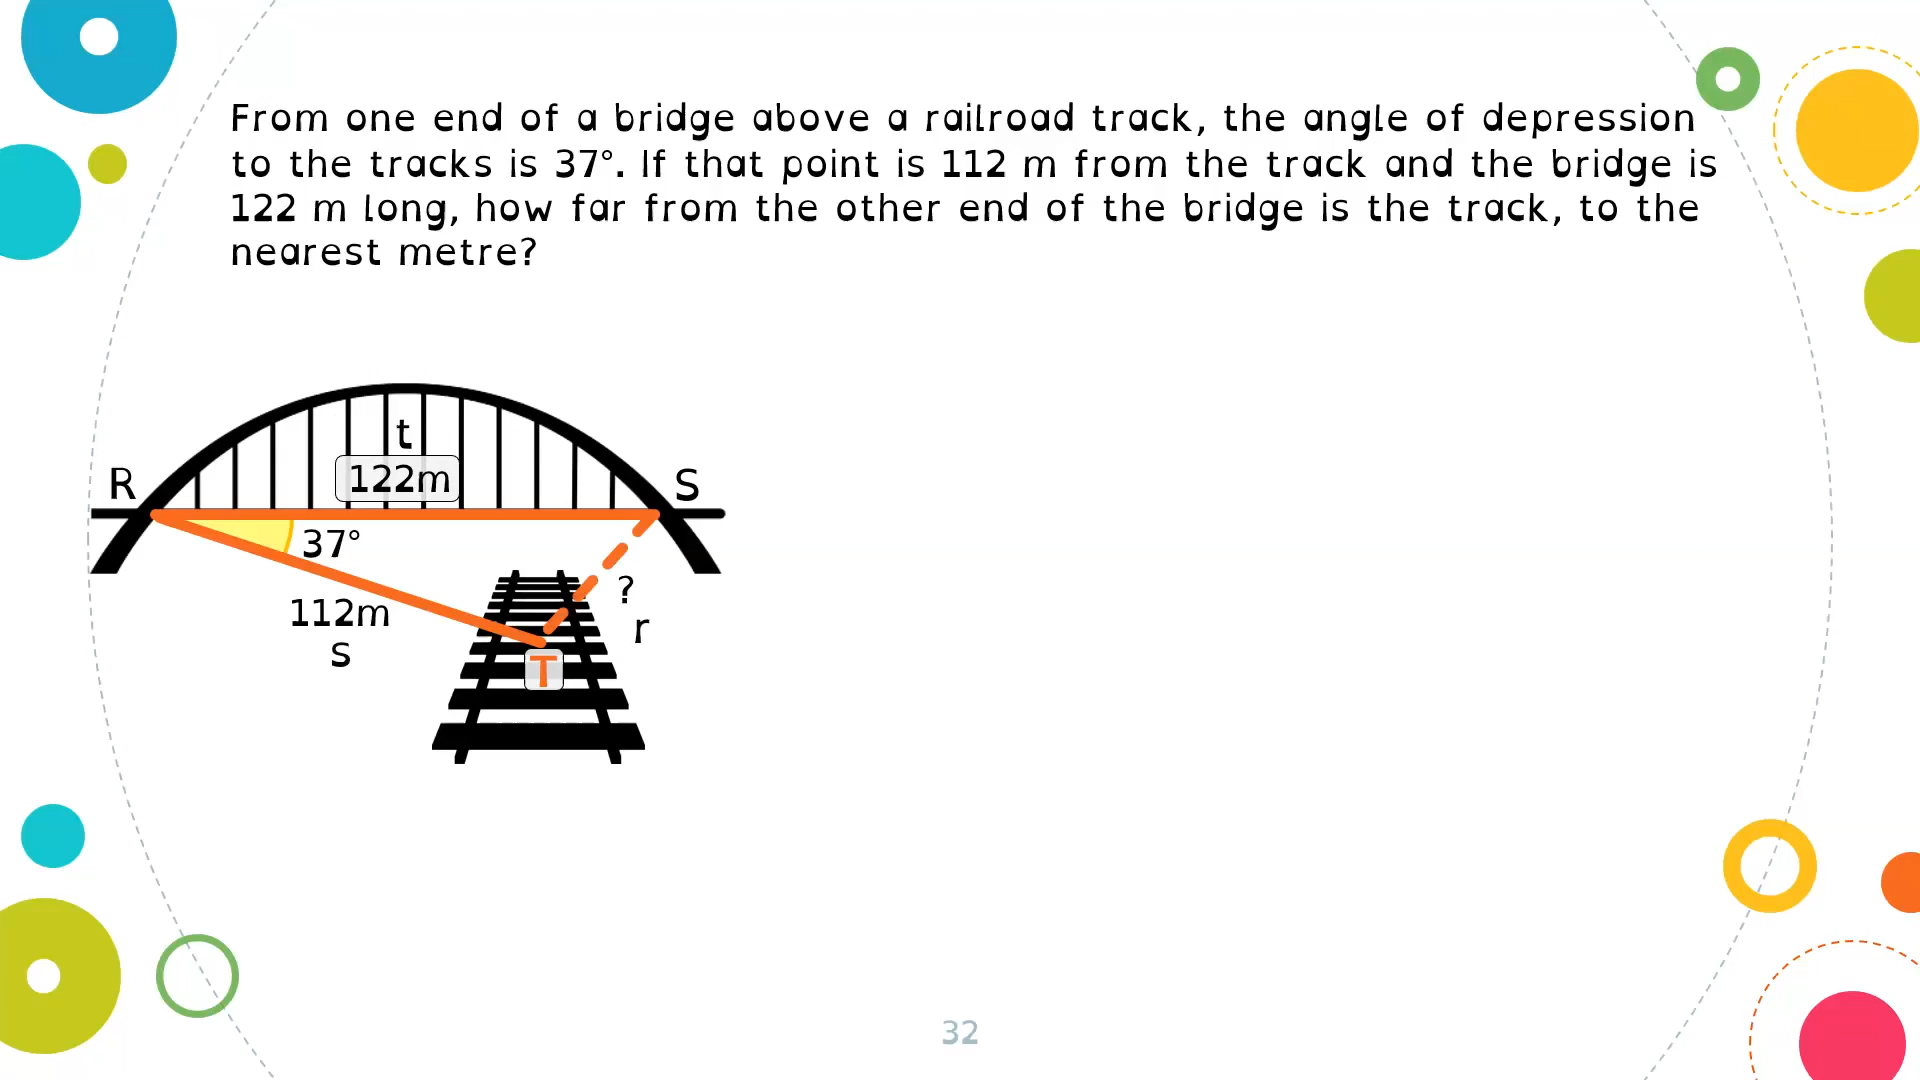 From one end of a bridge above a railroad track, the angle of depression
to the tracks is 37°. If that point is 112 m from the track and the bridge is
122 m long, how far from the other end of the bridge is the track, to the
nearest metre?
t
122m
R
S
37°
?
112m
r
s
T
32